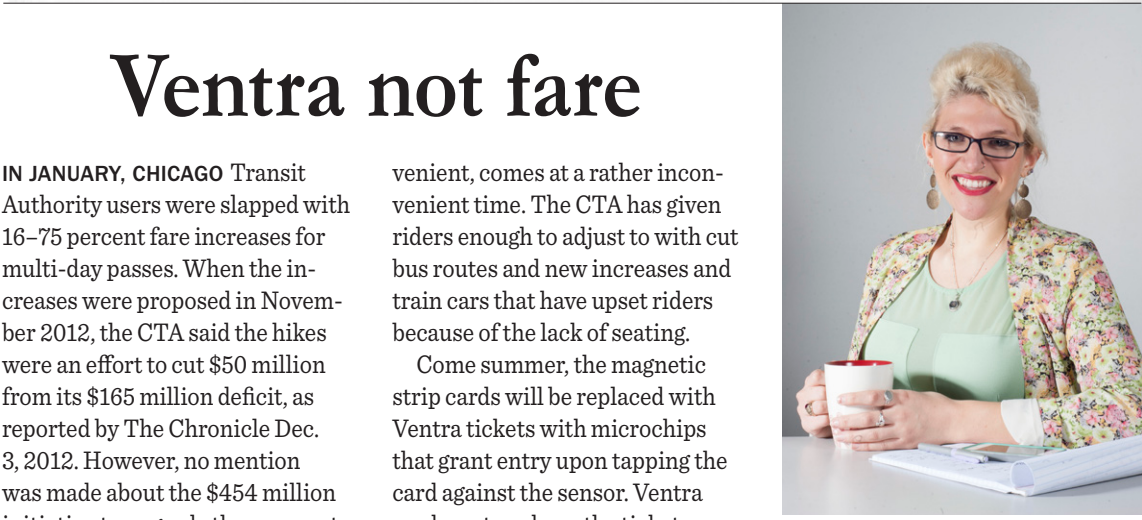 Ventra not fare
IN JANUARY, CHICAGO Transit
Authority users were slapped with
16–75 percent fare increases for
multi-day passes. When the in-
creases were proposed in Novem-
ber 2012, the CTA said the hikes
were an effort to cut $50 million
from its $165 million deficit, as
reported by The Chronicle Dec.
3, 2012. However, no mention
was made about the $454 million
venient, comes at a rather incon-
venient time. The CTA has given
riders enough to adjust to with cut
bus routes and new increases and
train cars that have upset riders
because of the lack of seating.
Come summer, the magnetic
strip cards will be replaced with
Ventra tickets with microchips
that grant entry upon tapping the
card against the sensor. Ventra